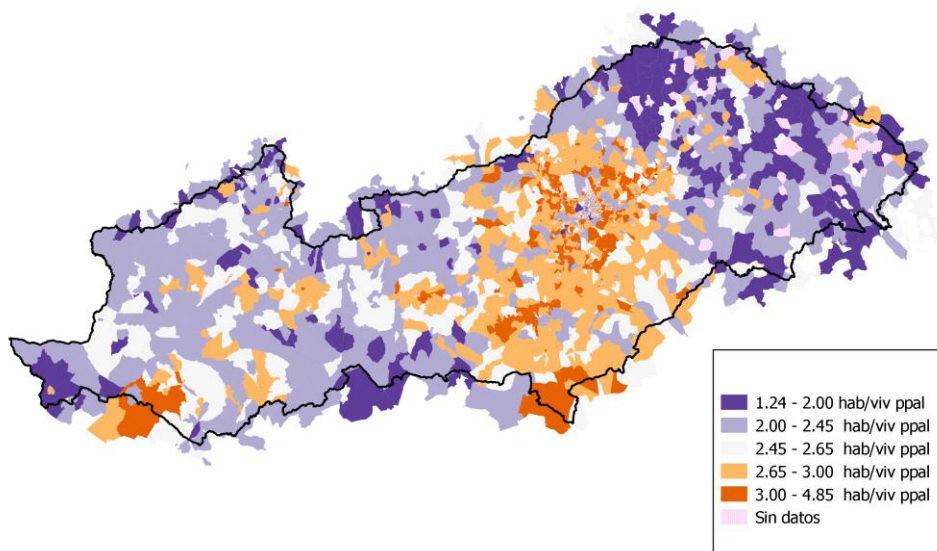 1.24 - 2.00 hab/viv ppal
2.00 - 2.45 hab/viv ppal
2.45 - 2.65 hab/viv ppal
2.65 - 3.00 hab/viv ppal
3.00 - 4.85 hab/viv ppal
Sin datos